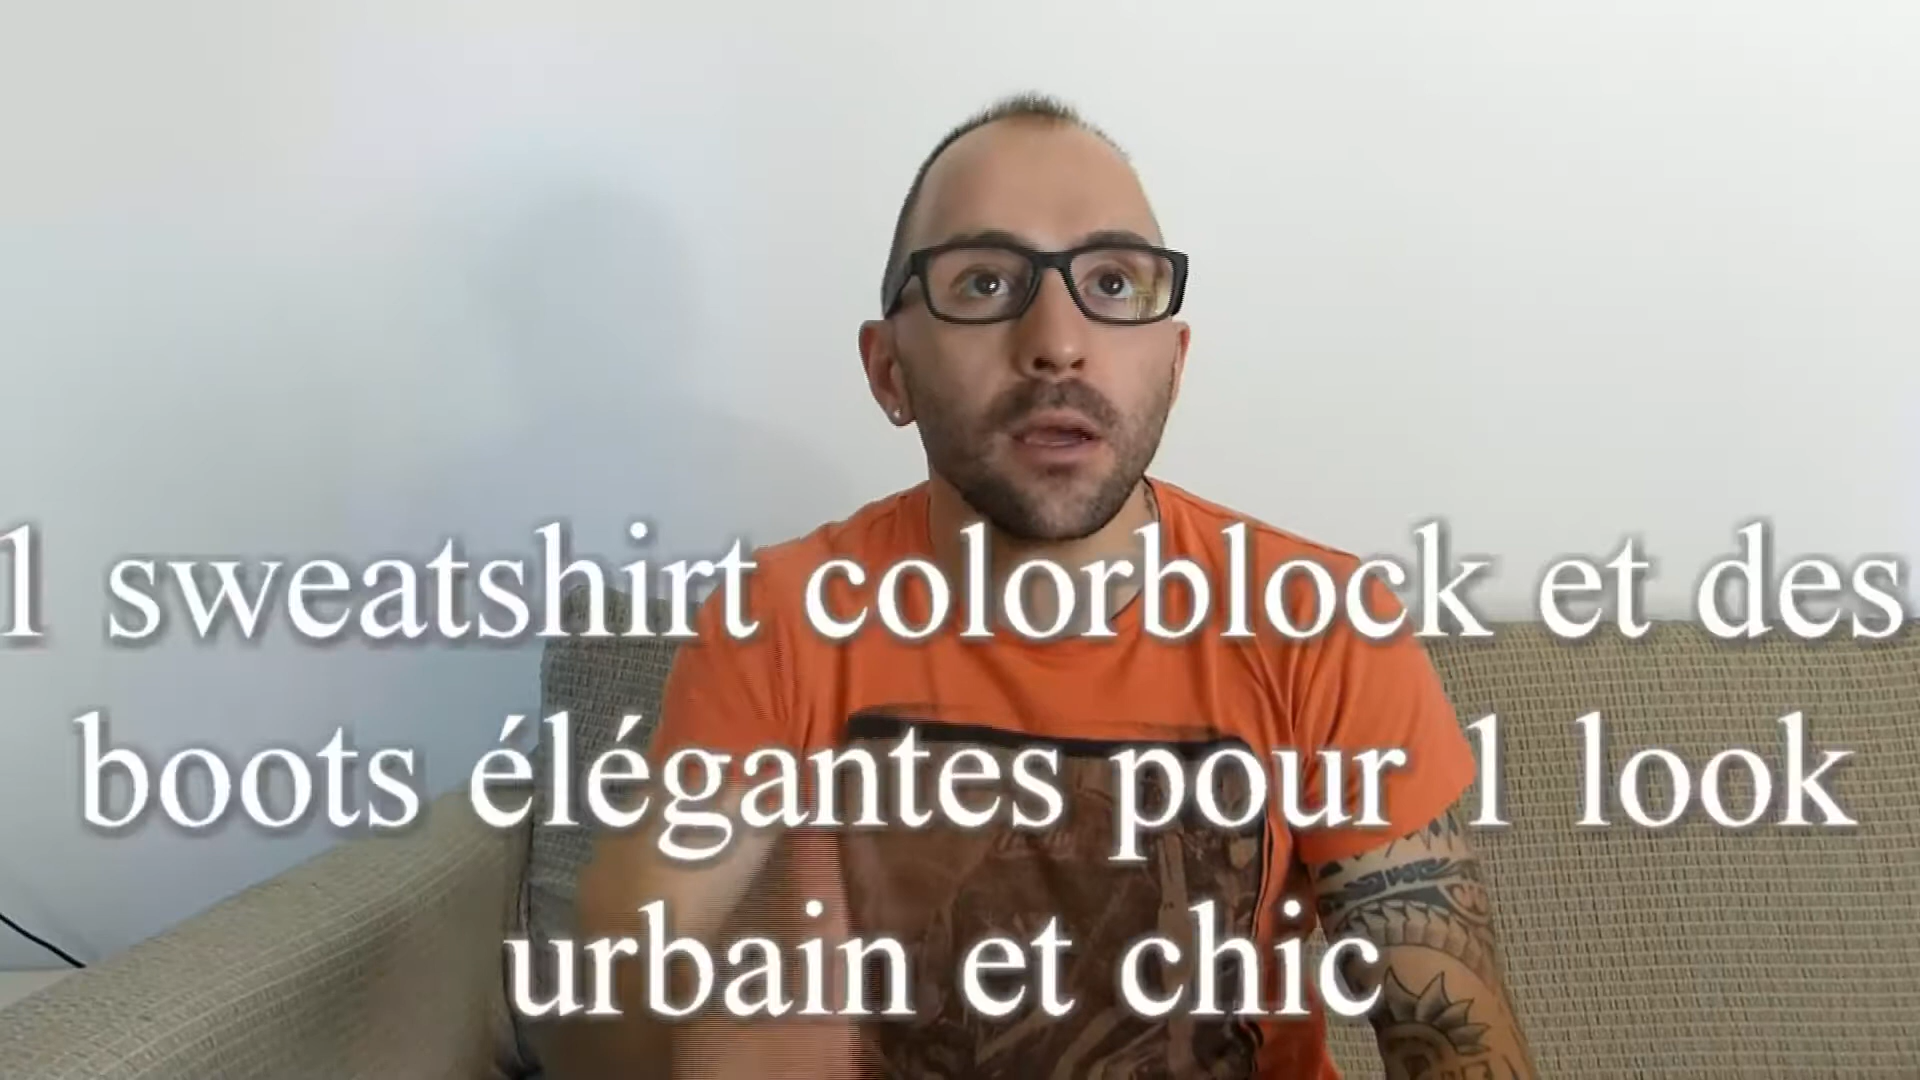 1 sweatshirt colorblock et des
boots élégantes pour 1 look
urbain et chic